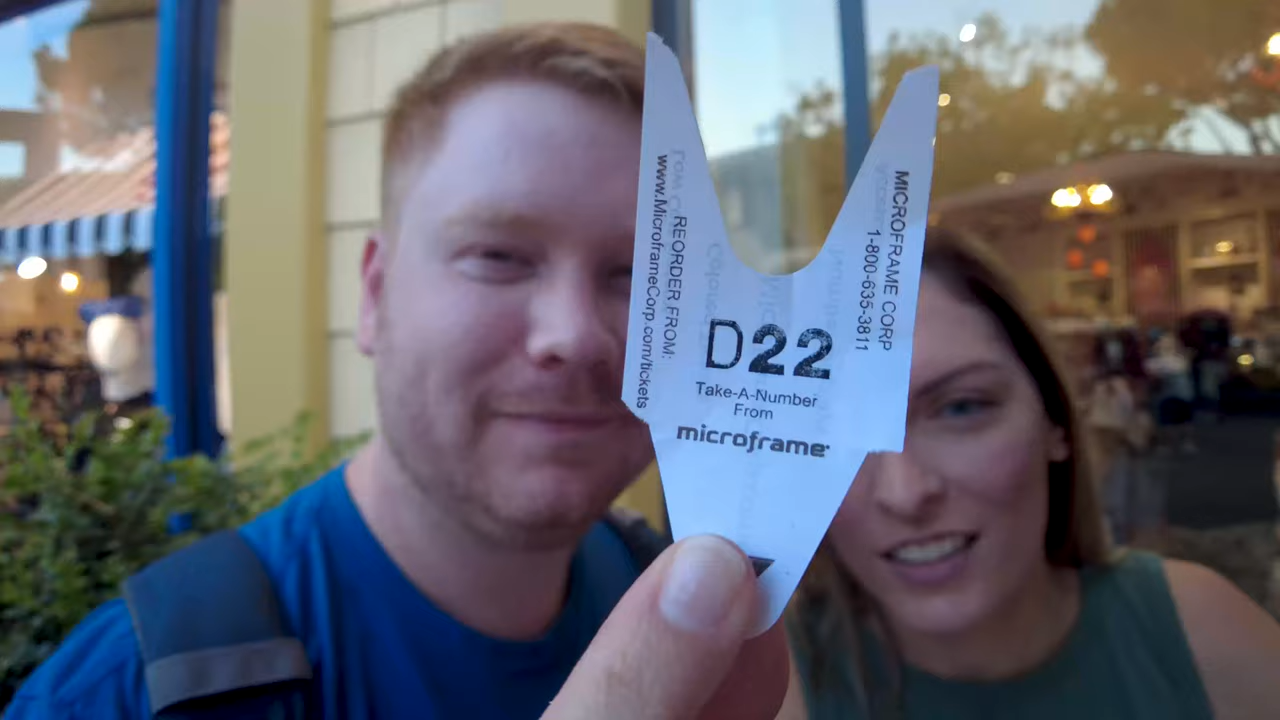 www.MicroframeCorp.com/tickets
REORDER FROM:
D22
Take-A-Number
From
microframe
MICROFRAME CORP
1-800-635-3811